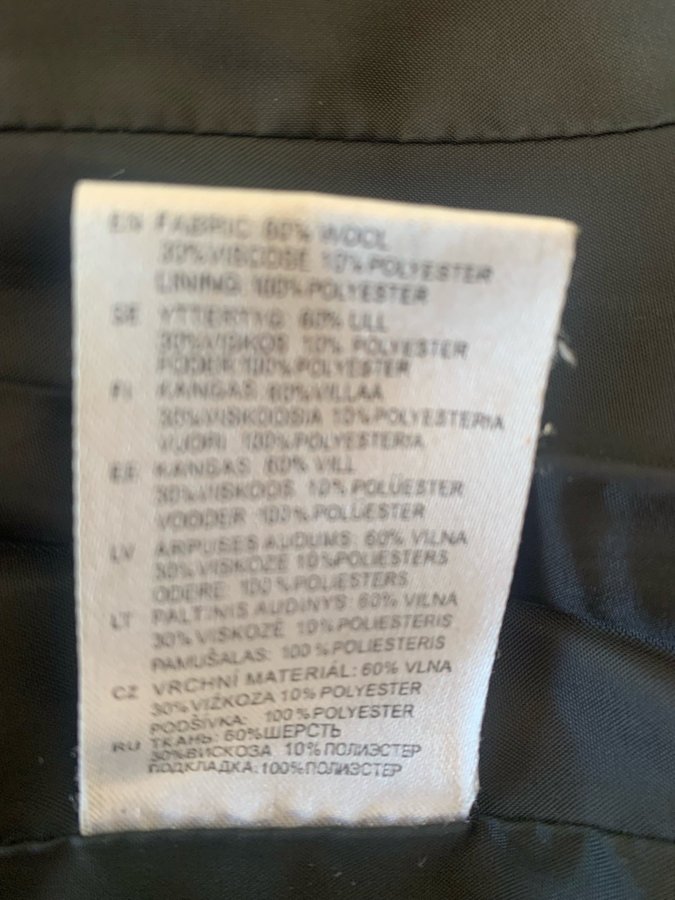 EN FABRIC 60% WOOL
30%VISCOSE 10%POLYESTER
LINING: 100%POLYESTER
SE YTTERTYG: 60% ULL
30%VISKOS 10% POLYESTER
FODER: 100% POLYESTER
FI KANGAS: 60%VILLAA
30%VISKOOSIA 10%POLYESTERIA
VUORI 100%POLYESTERIA
EE KANGAS: 60% VILL
30%VISKOOS 10%POLÜESTER
VOODER 100%POLÜESTER
LV ĀRPUSES AUDUMS: 60% VILNA
30%VISKOZE 10%POLIESTERS
ODERE: 100%POLIESTERS
LT PALTINIS AUDINYS: 60% VILNA
30% VISKOZĖ 10%POLIESTERIS
PAMUŠALAS: 100%POLIESTERIS
CZ VRCHNÍ MATERIÁL: 60% VLNA
30%VIZKOZA 10%POLYESTER
PODŠÍVKA: 100%POLYESTER
RU ТКАНЬ: 60%ШЕРСТЬ
30%ВИСКОЗА 10%ПОЛИЭСТЕР
ПОДКЛАДКА:100%ПОЛИЭСТЕР